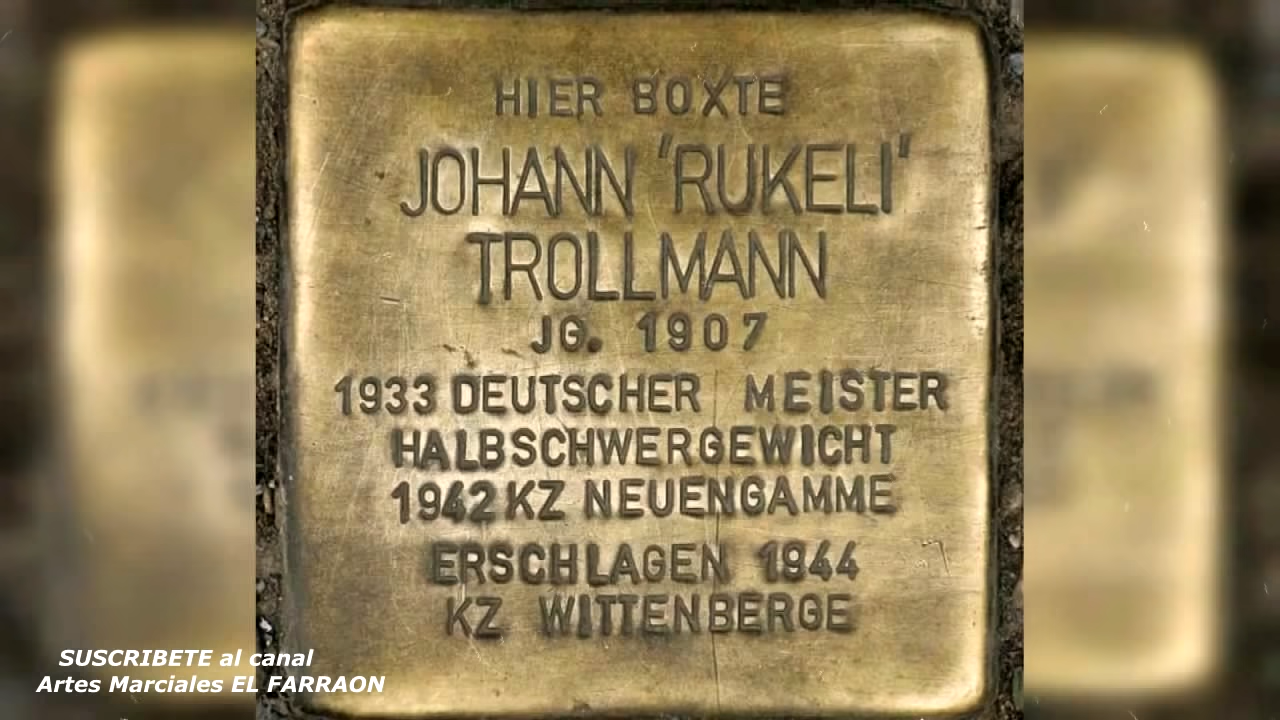 HIER BOXTE
JOHANN 'RUKELI'
TROLLMANN
JG. 1907
1933 DEUTSCHER MEISTER
HALBSCHWERGEWICHT
1942 KZ NEUENGAMME
ERSCHLAGEN 1944
KZ WITTENBERGE
SUSCRIBETE al canal
Artes Marciales EL FARRAON